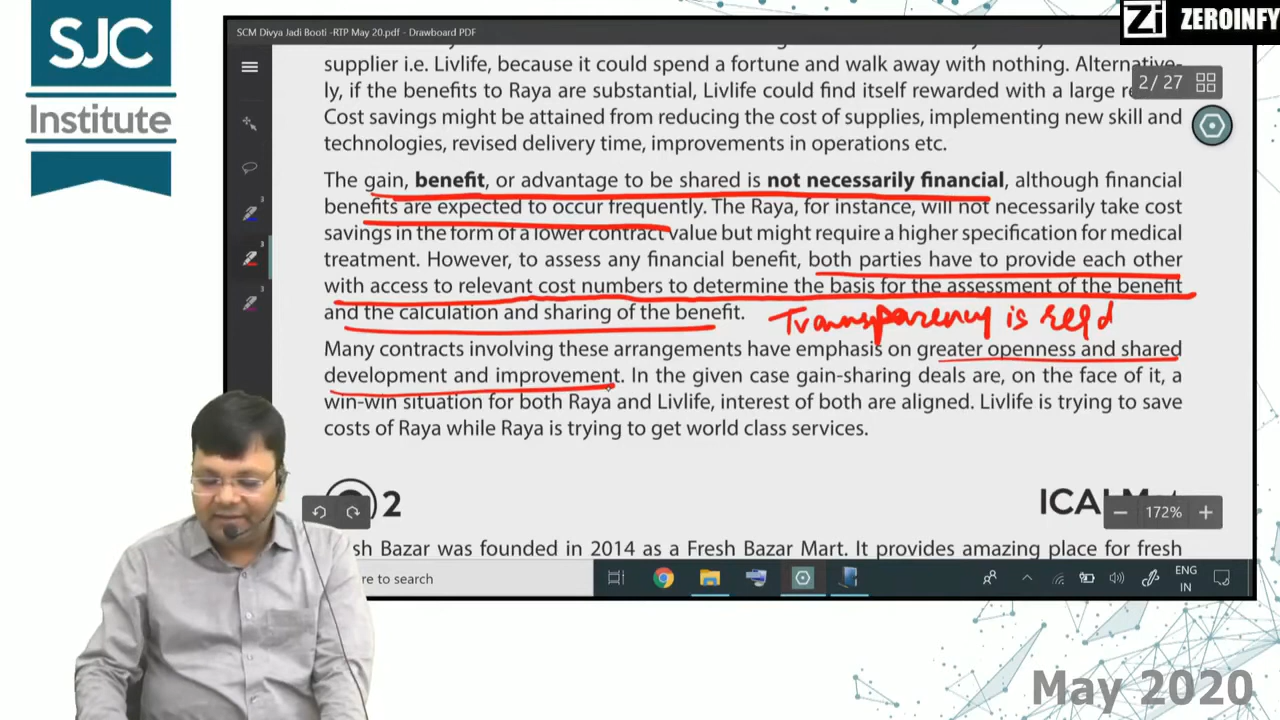 SJC
Institute
SCM Divya Jadi Booti -RTP May 20.pdf - Drawboard PDF
Zi ZEROINFY
supplier i.e. Livlife, because it could spend a fortune and walk away with nothing. Alternative-
ly, if the benefits to Raya are substantial, Livlife could find itself rewarded with a large
2 / 27
Cost savings might be attained from reducing the cost of supplies, implementing new skill and
technologies, revised delivery time, improvements in operations etc.
The gain, benefit, or advantage to be shared is not necessarily financial, although financial
benefits are expected to occur frequently. The Raya, for instance, will not necessarily take cost
savings in the form of a lower contract value but might require a higher specification for medical
treatment. However, to assess any financial benefit, both parties have to provide each other
with access to relevant cost numbers to determine the basis for the assessment of the benefit
and the calculation and sharing of the benefit.
Transparency is reqd
Many contracts involving these arrangements have emphasis on greater openness and shared
development and improvement. In the given case gain-sharing deals are, on the face of it, a
win-win situation for both Raya and Livlife, interest of both are aligned. Livlife is trying to save
costs of Raya while Raya is trying to get world class services.
2
ICAI
172%
sh Bazar was founded in 2014 as a Fresh Bazar Mart. It provides amazing place for fresh
re to search
ENG
IN
May 2020